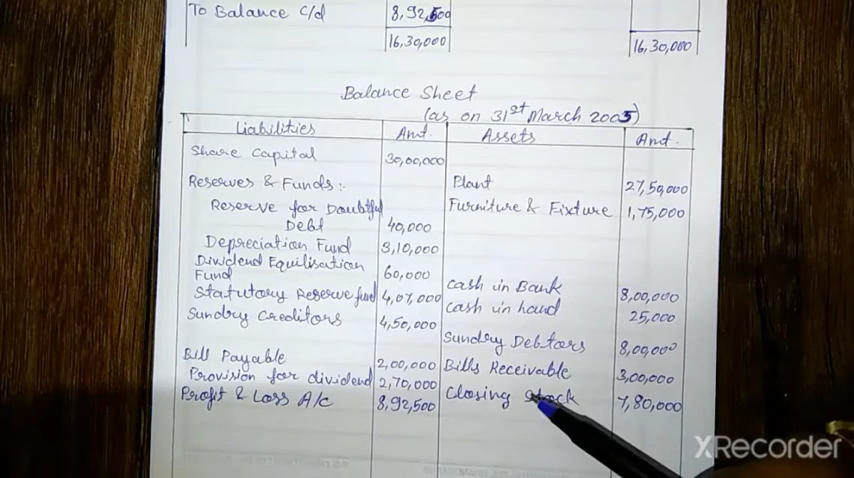 To Balance C/d 8,92,500
16,30,000 16,30,000
Balance Sheet
(as on 31st March 2005)
Liabilities Amt. Assets Amt.
Share Capital 30,00,000
Reserves & Funds:- Plant 27,50,000
Reserve for Doubtful Furniture & Fixture 1,75,000
Debt 40,000
Depreciation Fund 3,10,000
Dividend Equilisation
Fund 60,000 Cash in Bank 8,00,000
Statutory Reserve fund 4,07,000 Cash in hand 25,000
Sundry Creditors 4,50,000
Sundry Debtors 8,00,000
Bill Payable 2,00,000 Bills Receivable 3,00,000
Provision for dividend 2,70,000
Profit & Loss A/c 8,92,500 Closing Stock 7,80,000
XRecorder